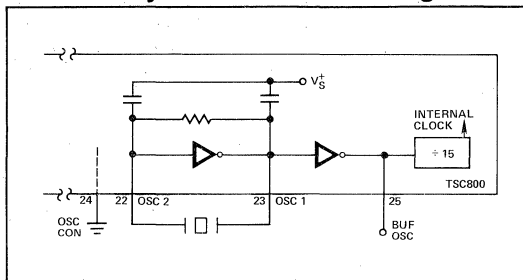 V+S
INTERNAL
CLOCK
÷ 15
TSC800
24 22 OSC 2 23 OSC 1 25
OSC
CON
BUF
OSC